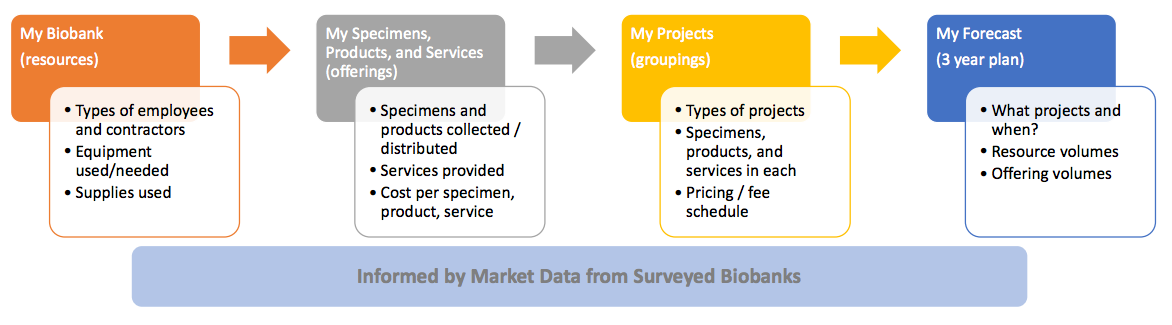 My Biobank
(resources)
• Types of employees
and contractors
• Equipment
used/needed
• Supplies used
My Specimens,
Products, and Services
(offerings)
• Specimens and
products collected /
distributed
• Services provided
• Cost per specimen,
product, service
My Projects
(groupings)
• Types of projects
• Specimens,
products, and
services in each
• Pricing / fee
schedule
My Forecast
(3 year plan)
• What projects and
when?
• Resource volumes
• Offering volumes
Informed by Market Data from Surveyed Biobanks